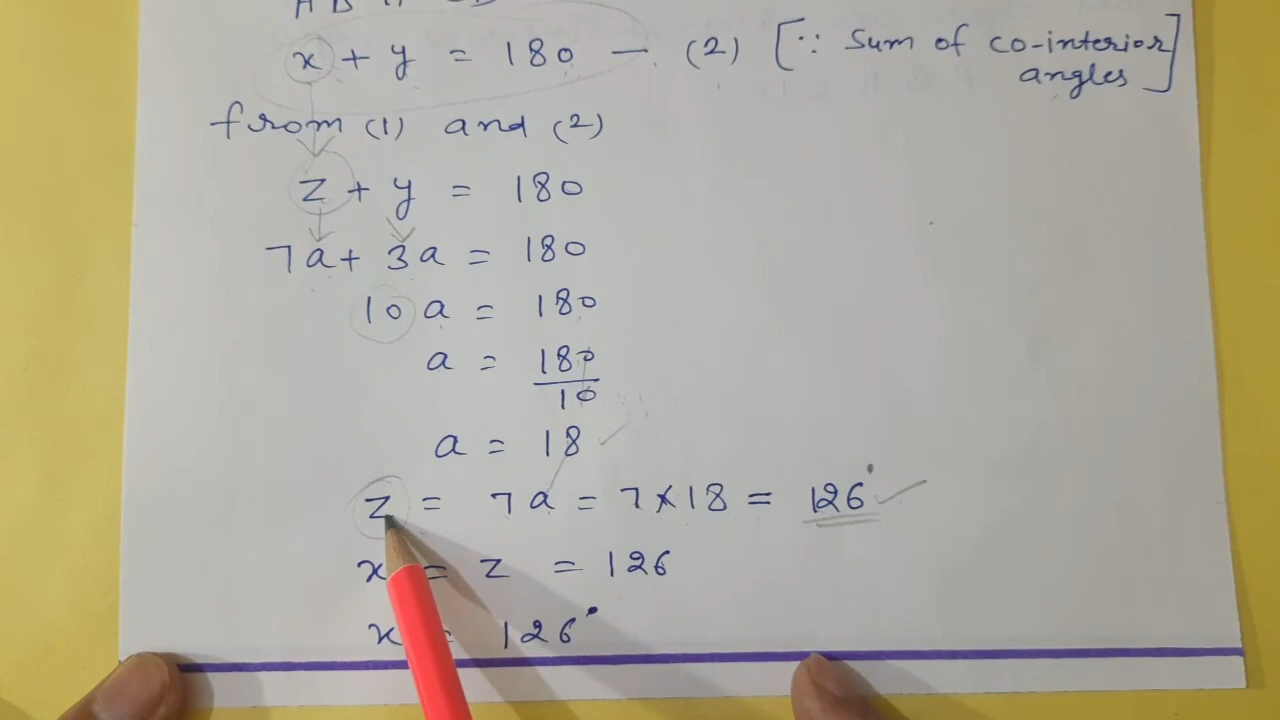 x + y = 180 — (2) [∵ Sum of co-interior
angles]
from (1) and (2)
z + y = 180
7a + 3a = 180
10a = 180
a = 180/10
a = 18 ✓
z = 7a = 7×18 = 126° ✓
x = z = 126
x = 126°